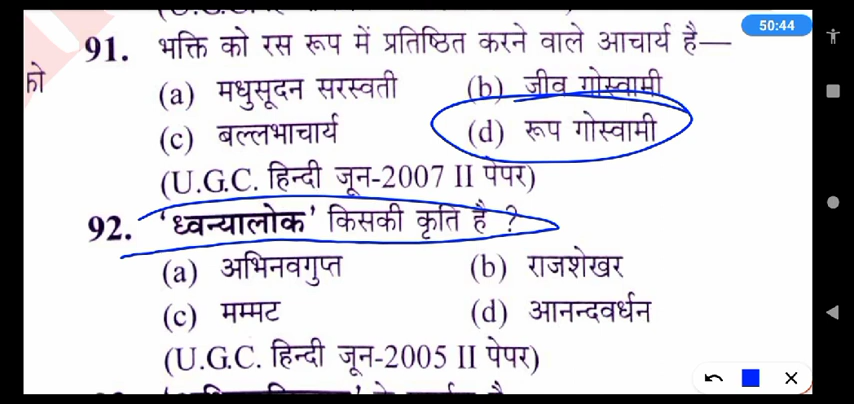 50:44
91. भक्ति को रस रूप में प्रतिष्ठित करने वाले आचार्य है—
को
(a) मधुसूदन सरस्वती (b) जीव गोस्वामी
(c) बल्लभाचार्य (d) रूप गोस्वामी
(U.G.C. हिन्दी जून-2007 II पेपर)
92. 'ध्वन्यालोक' किसकी कृति है ?
(a) अभिनवगुप्त (b) राजशेखर
(c) मम्मट (d) आनन्दवर्धन
(U.G.C. हिन्दी जून-2005 II पेपर)